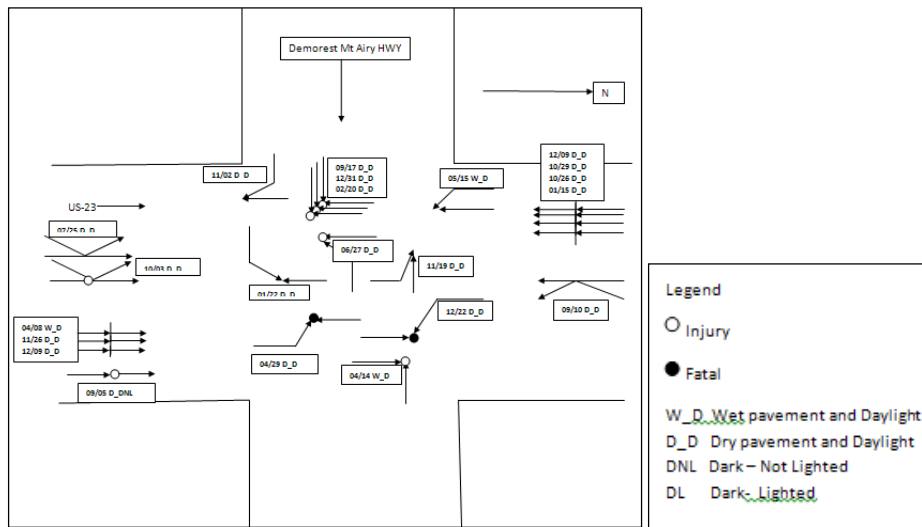 Demorest Mt Airy HWY
N
11/02 D_D
09/17 D_D
12/31 D_D
02/20 D_D
05/15 W_D
12/09 D_D
10/29 D_D
10/26 D_D
01/15 D_D
US-23
07/25 D_D
10/03 D_D
06/27 D_D
11/19 D_D
01/22 D_D
12/22 D_D
09/10 D_D
04/08 W_D
11/26 D_D
12/09 D_D
04/29 D_D
04/14 W_D
09/05 D_DNL
Legend
Injury
Fatal
W_D Wet pavement and Daylight
D_D Dry pavement and Daylight
DNL Dark – Not Lighted
DL Dark- Lighted